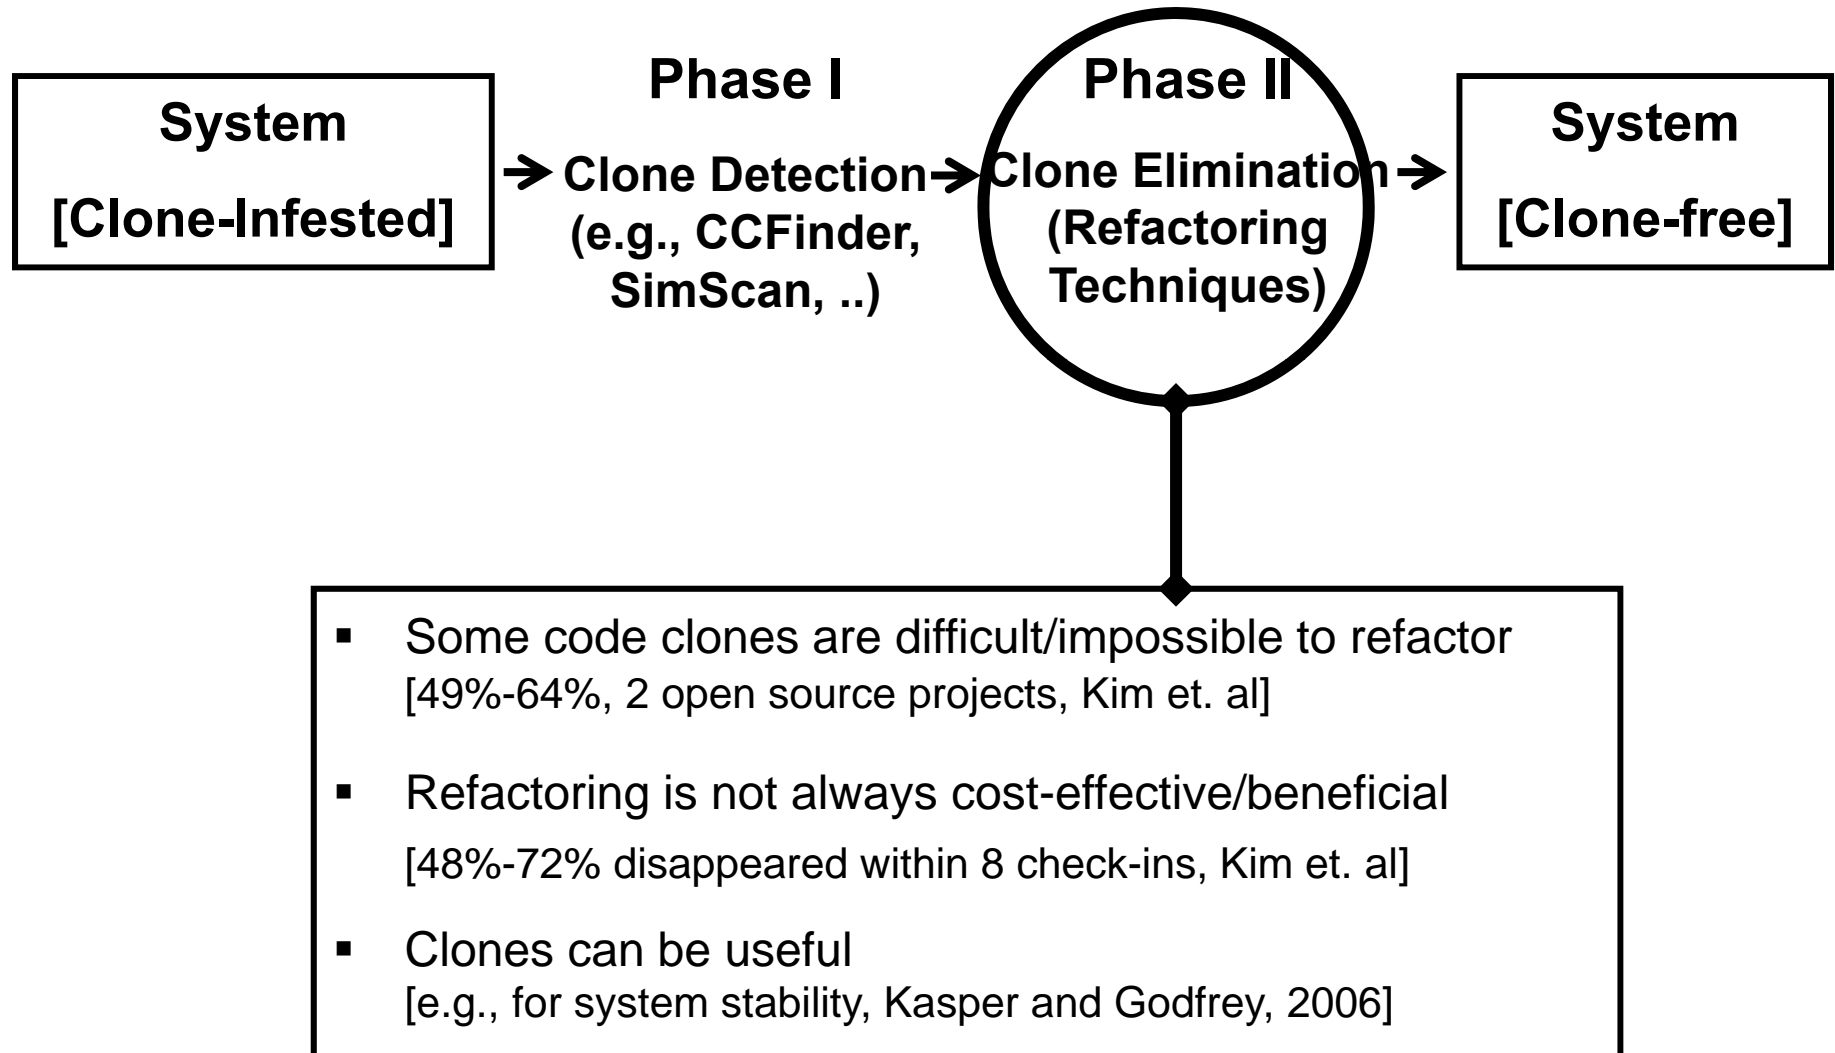 System
[Clone-Infested]
Phase I
Clone Detection
(e.g., CCFinder,
SimScan, ..)
Phase II
Clone Elimination
(Refactoring
Techniques)
System
[Clone-free]
▪ Some code clones are difficult/impossible to refactor
[49%-64%, 2 open source projects, Kim et. al]
▪ Refactoring is not always cost-effective/beneficial
[48%-72% disappeared within 8 check-ins, Kim et. al]
▪ Clones can be useful
[e.g., for system stability, Kasper and Godfrey, 2006]